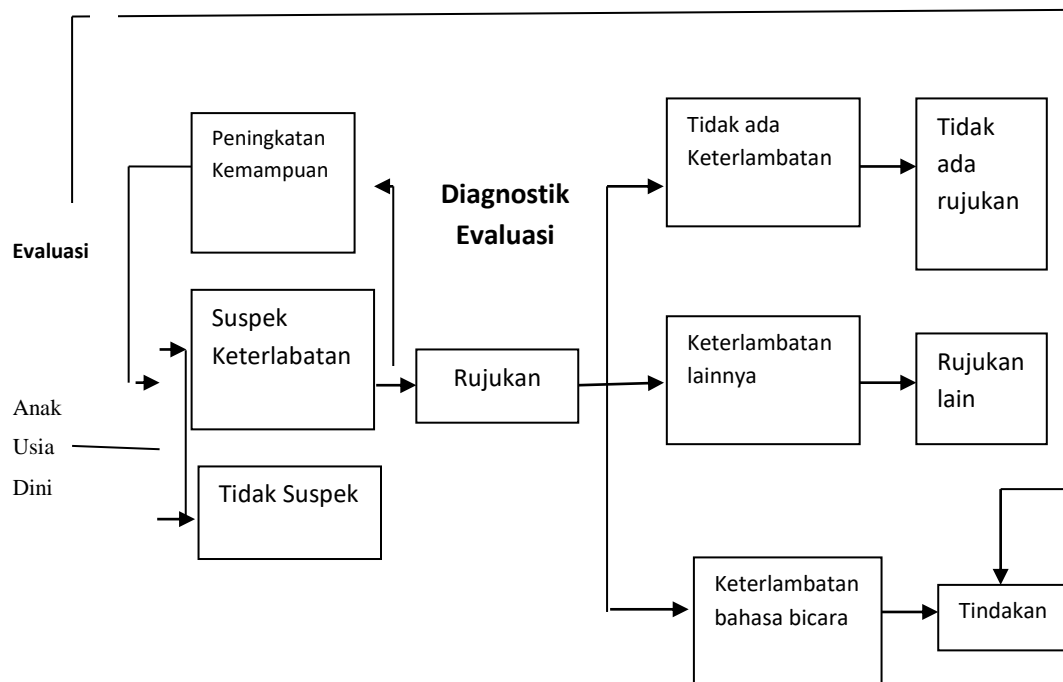 Peningkatan
Kemampuan
Tidak ada
Keterlambatan
Tidak
ada
rujukan
Diagnostik
Evaluasi
Evaluasi
Suspek
Keterlabatan
Rujukan
Keterlambatan
lainnya
Rujukan
lain
Anak
Usia
Dini
Tidak Suspek
Keterlambatan
bahasa bicara
Tindakan